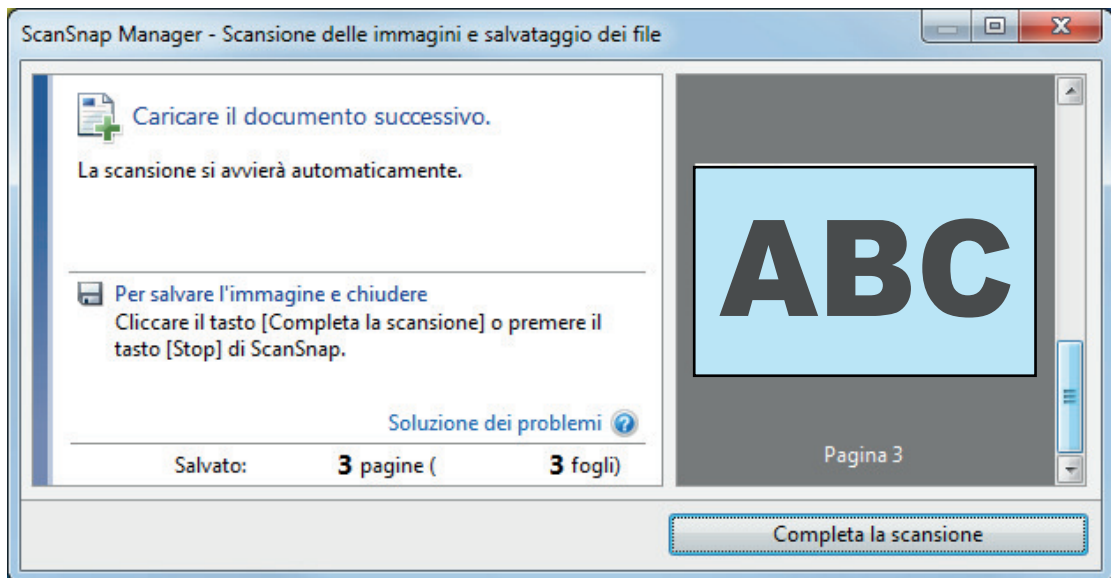 ScanSnap Manager - Scansione delle immagini e salvataggio dei file
Caricare il documento successivo.
La scansione si avvierà automaticamente.
Per salvare l'immagine e chiudere
Cliccare il tasto [Completa la scansione] o premere il
tasto [Stop] di ScanSnap.
Soluzione dei problemi
Salvato: 3 pagine ( 3 fogli)
ABC
Pagina 3
Completa la scansione